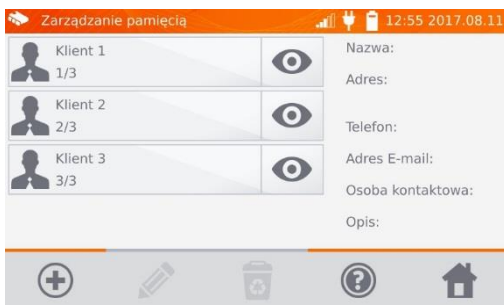 Zarządzanie pamięcią 12:55 2017.08.11
Klient 1
1/3
Klient 2
2/3
Klient 3
3/3
Nazwa:
Adres:
Telefon:
Adres E-mail:
Osoba kontaktowa:
Opis: